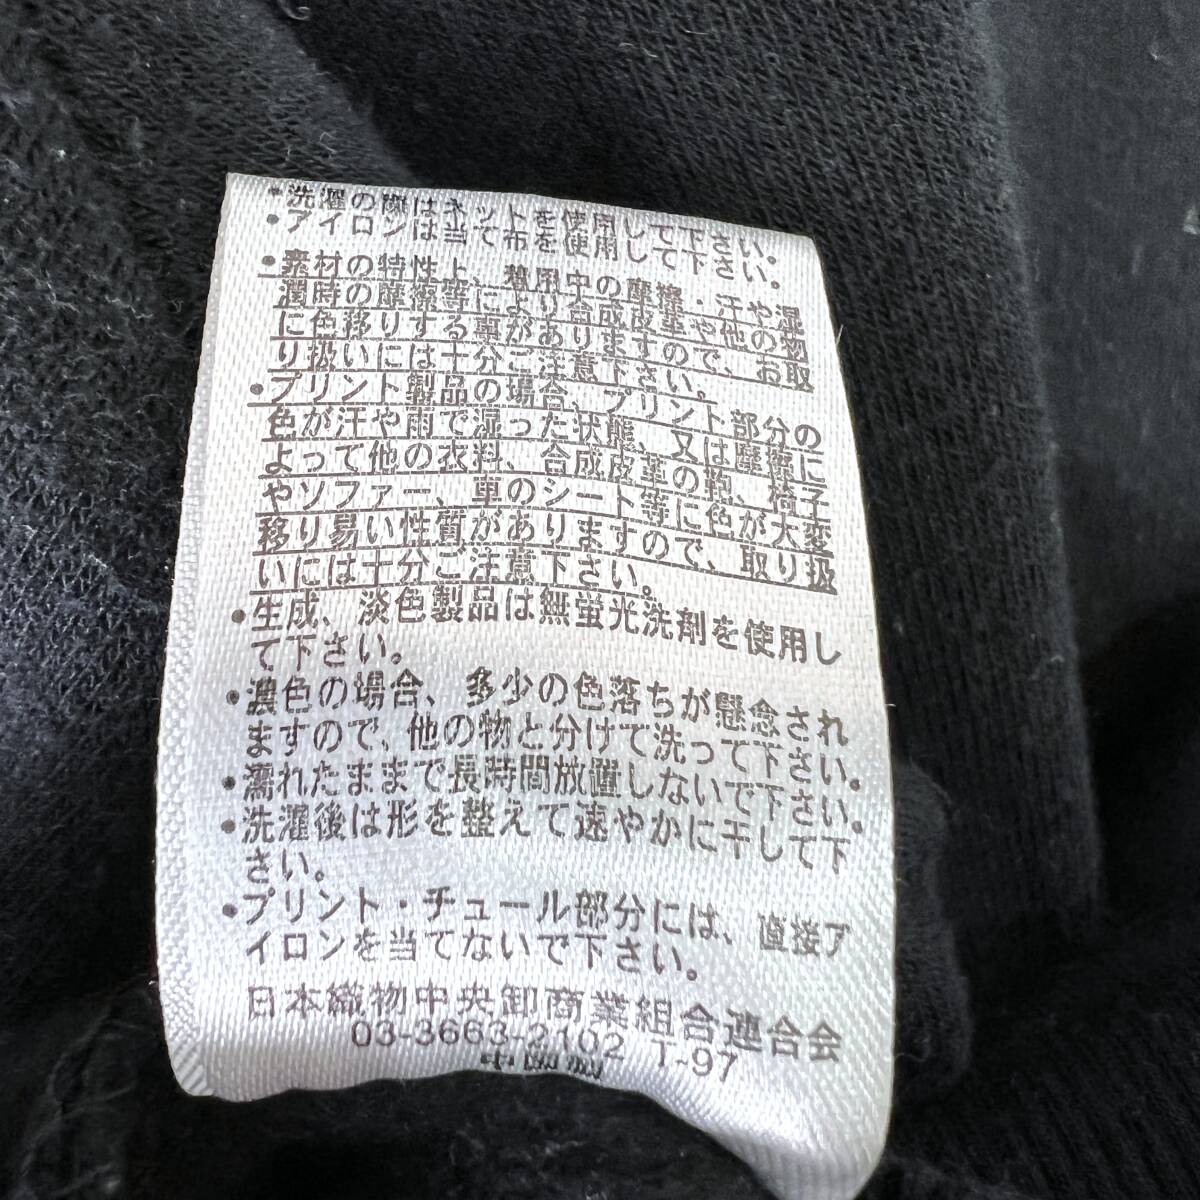 ・洗濯の際はネットを使用して下さい。
・アイロンは当て布を使用して下さい。
・素材の特性上、着用中の摩擦・汗や湿
潤時の摩擦等により合成皮革や他の物
に色移りする事がありますので、お取
り扱いには十分ご注意下さい。
・プリント製品の場合、プリント部分の
色が汗や雨で湿った状態、又は摩擦に
よって他の衣料、合成皮革の鞄、椅子
やソファー、車のシート等に色が大変
移り易い性質がありますので、取り扱
いには十分ご注意下さい。
・生成、淡色製品は無蛍光洗剤を使用し
て下さい。
・濃色の場合、多少の色落ちが懸念され
ますので、他の物と分けて洗って下さい。
・濡れたままで長時間放置しないで下さい。
・洗濯後は形を整えて速やかに干して下
さい。
・プリント・チュール部分には、直接ア
イロンを当てないで下さい。
日本織物中央卸商業組合連合会
03-3663-2102 T-97
中国製